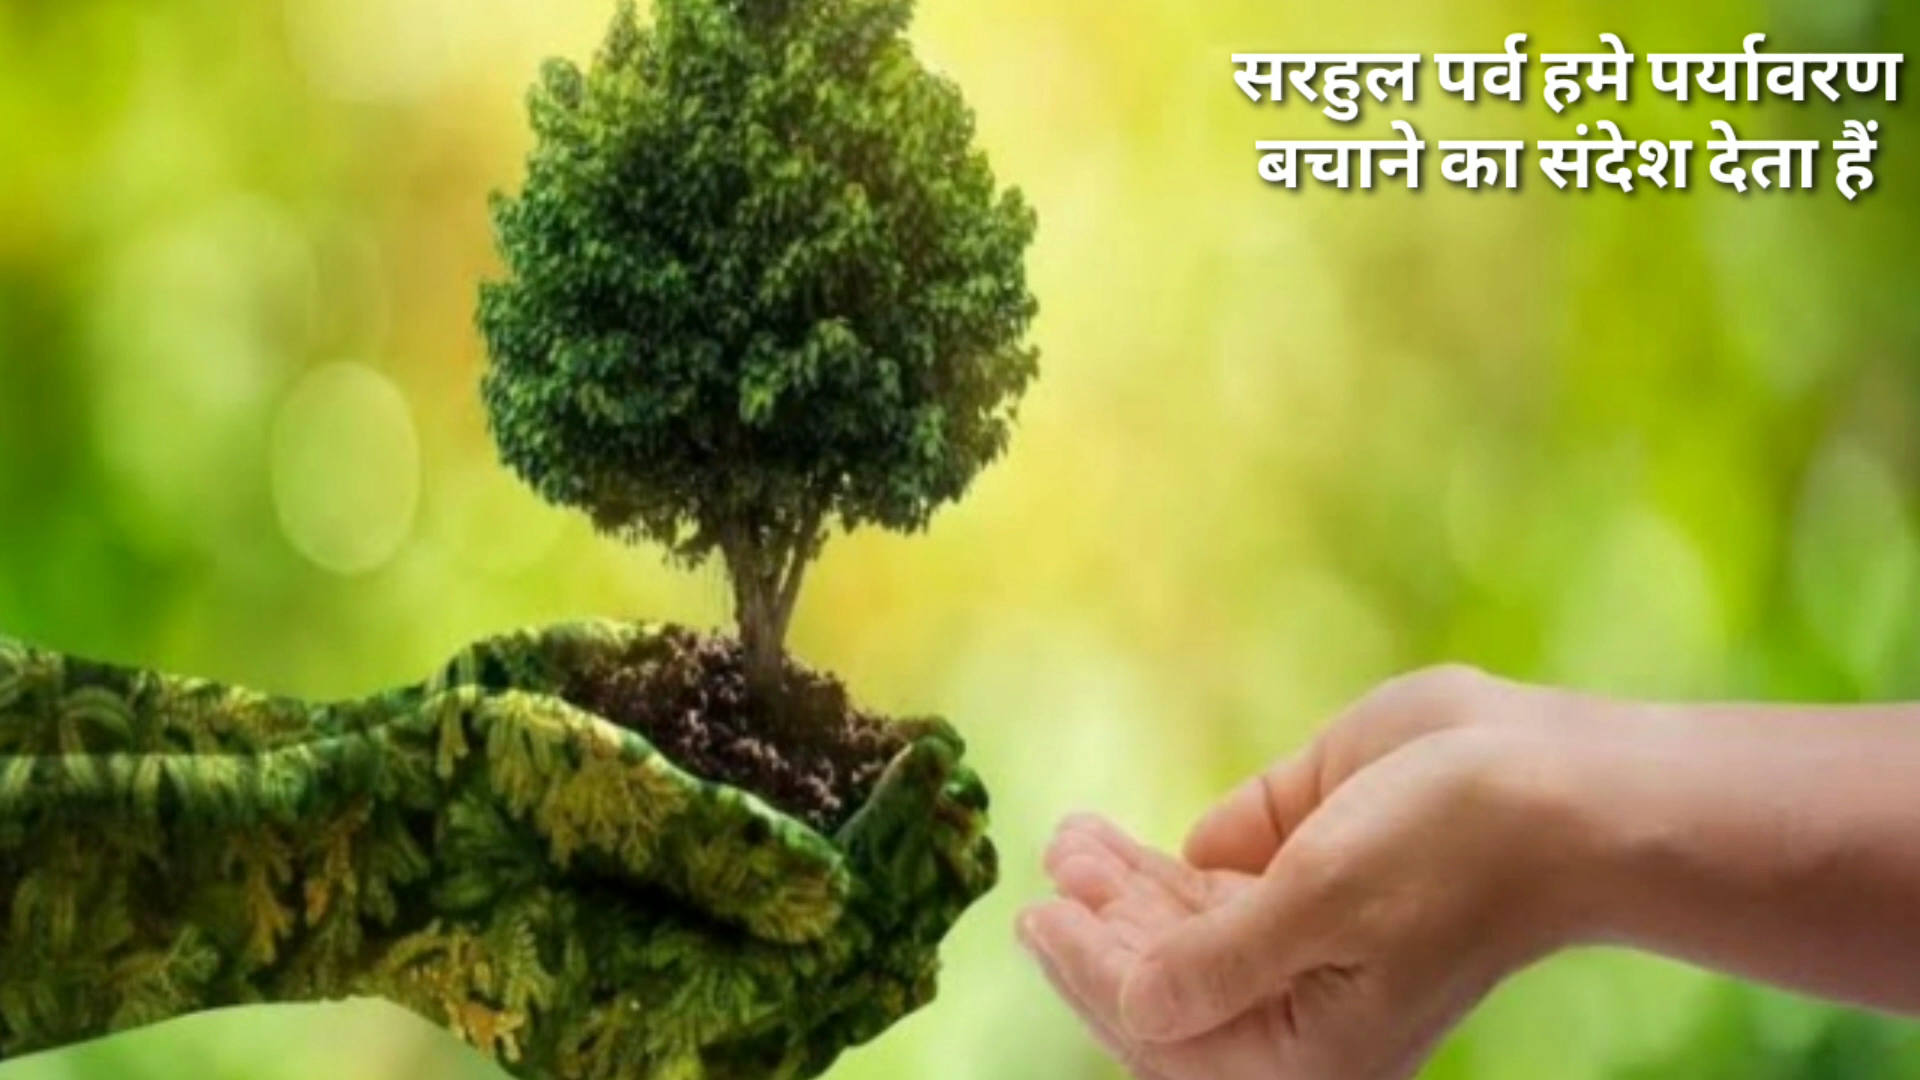 सरहुल पर्व हमे पर्यावरण
बचाने का संदेश देता हैं